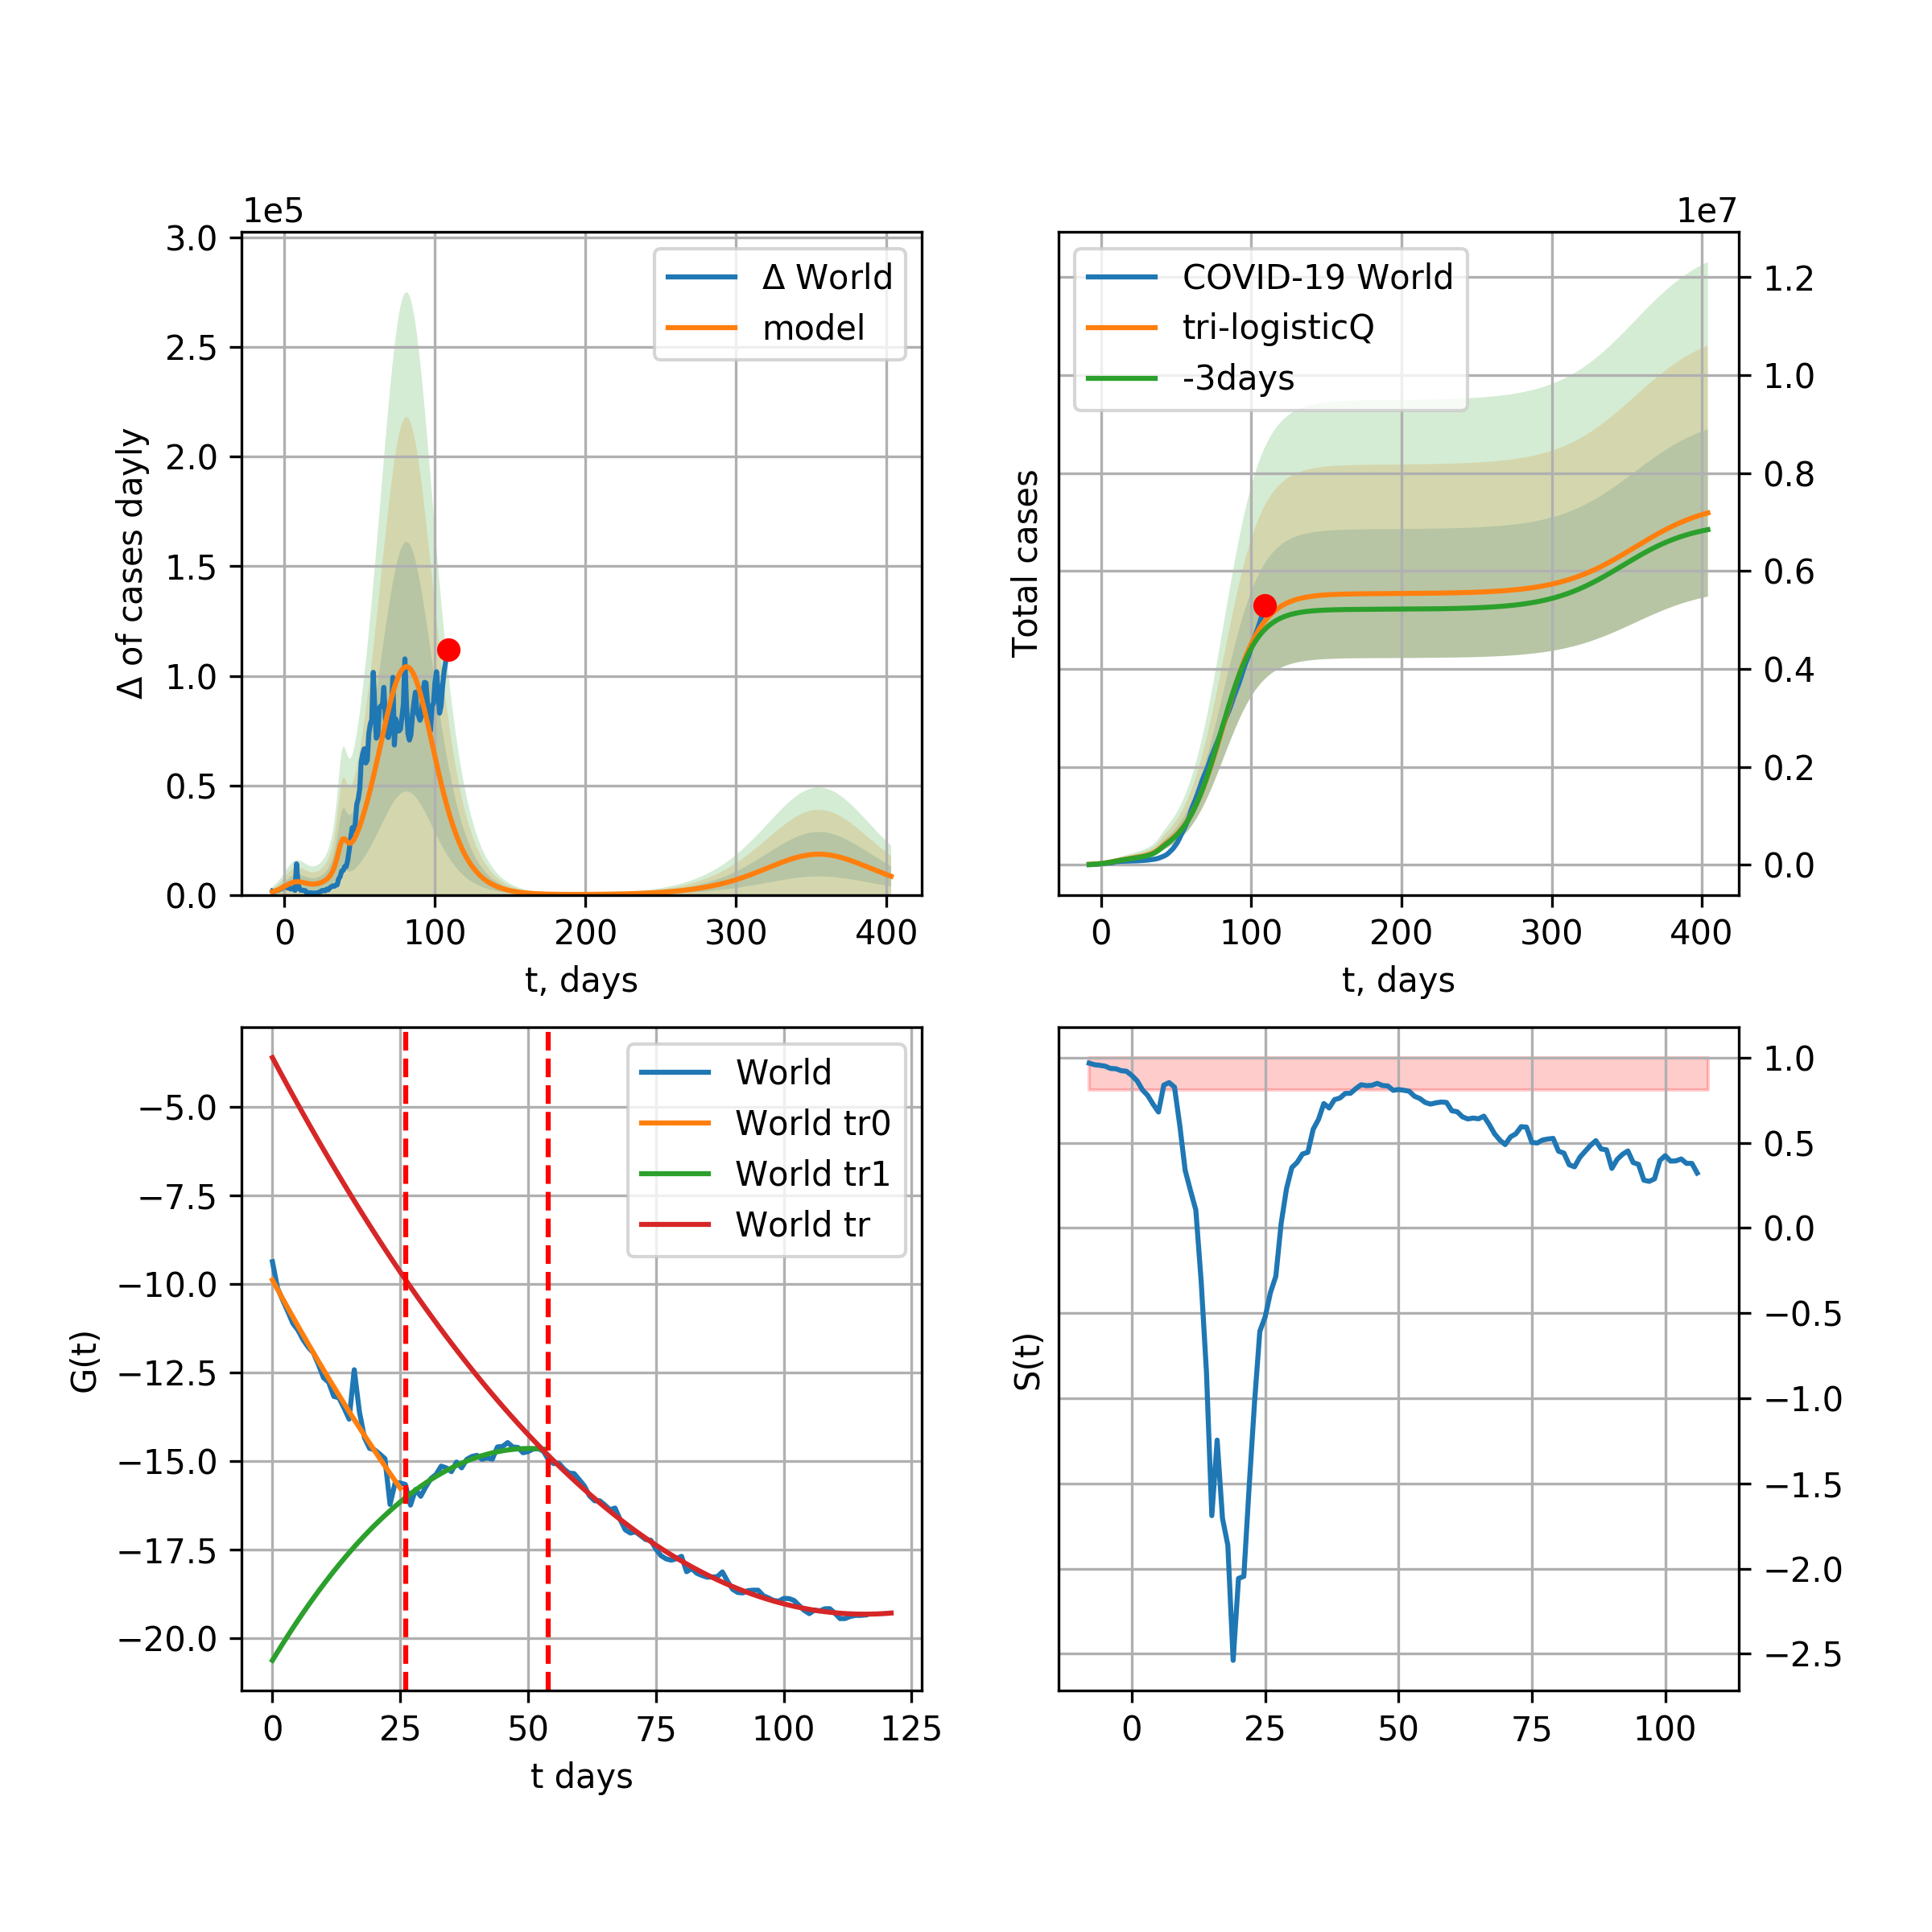 1e5
3.0
2.5
2.0
1.5
1.0
0.5
0.0
Δ of cases dayly
Δ World
model
0 100 200 300 400
t, days
1e7
COVID-19 World
tri-logisticQ
-3days
Total cases
1.2
1.0
0.8
0.6
0.4
0.2
0.0
0 100 200 300 400
t, days
−5.0
−7.5
−10.0
−12.5
−15.0
−17.5
−20.0
G(t)
World
World tr0
World tr1
World tr
0 25 50 75 100 125
t days
S(t)
1.0
0.5
0.0
−0.5
−1.0
−1.5
−2.0
−2.5
0 25 50 75 100